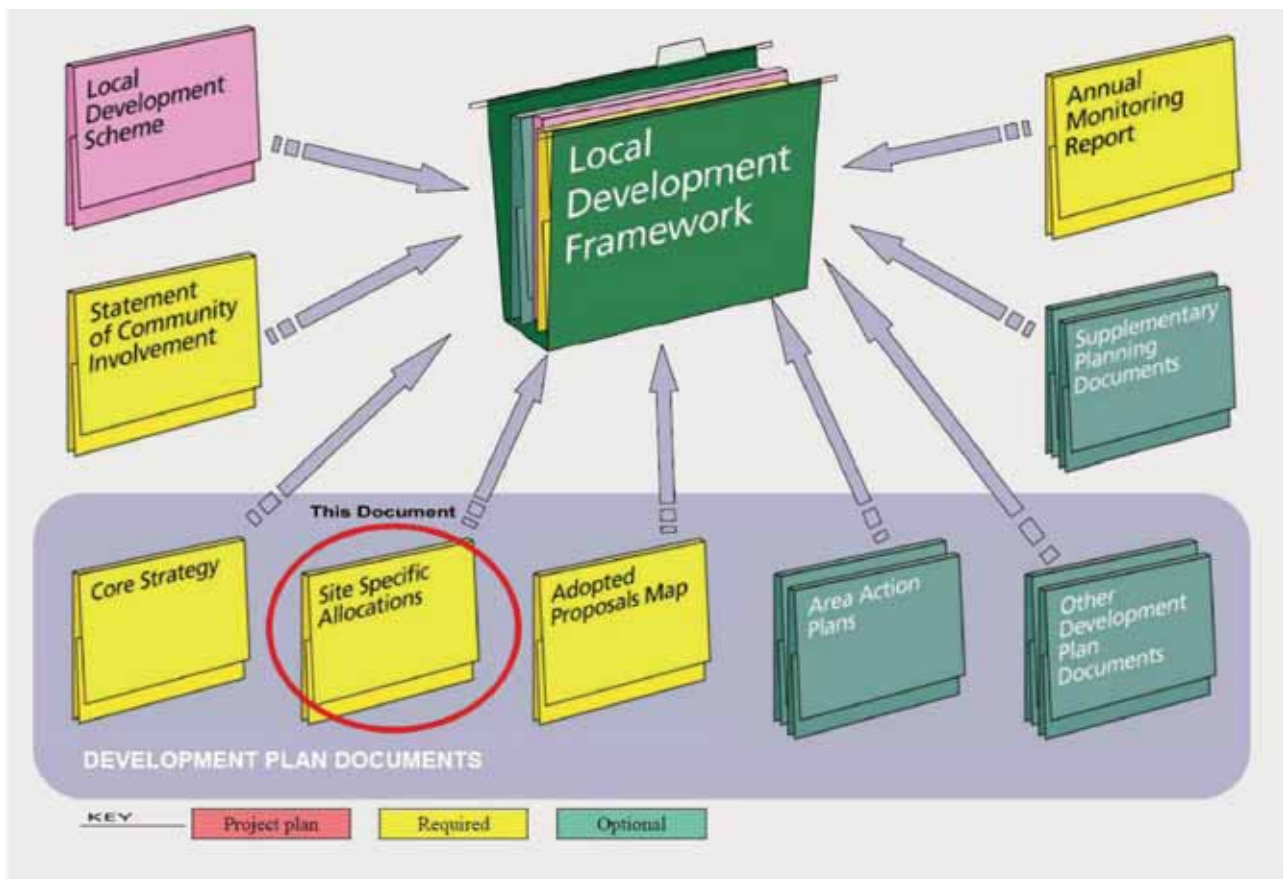 Local
Development
Scheme
Local
Development
Framework
Annual
Monitoring
Report
Statement
of Community
Involvement
Supplementary
Planning
Documents
This Document
Core Strategy
Site Specific
Allocations
Adopted
Proposals Map
Area Action
Plans
Other
Development
Plan
Documents
DEVELOPMENT PLAN DOCUMENTS
KEY
Project plan
Required
Optional